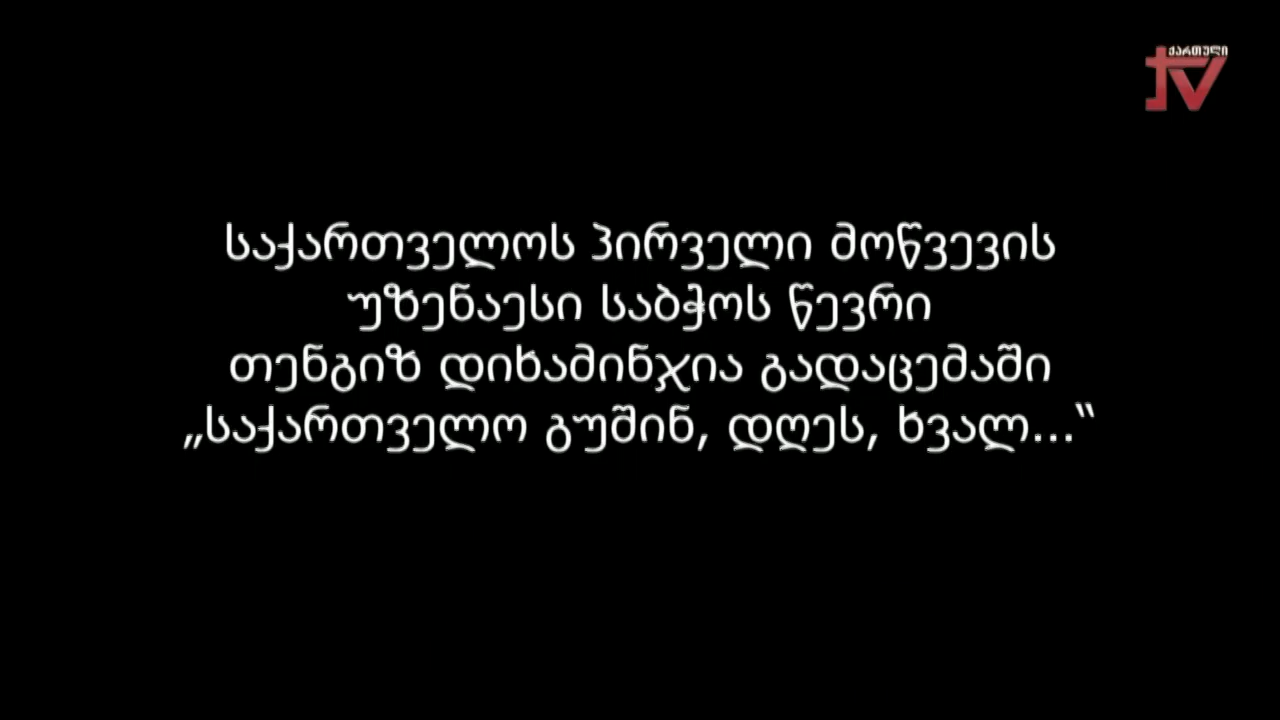 ქართული
TV
საქართველოს პირველი მოწვევის
უზენაესი საბჭოს წევრი
თენგიზ დიხამინჯია გადაცემაში
„საქართველო გუშინ, დღეს, ხვალ...“